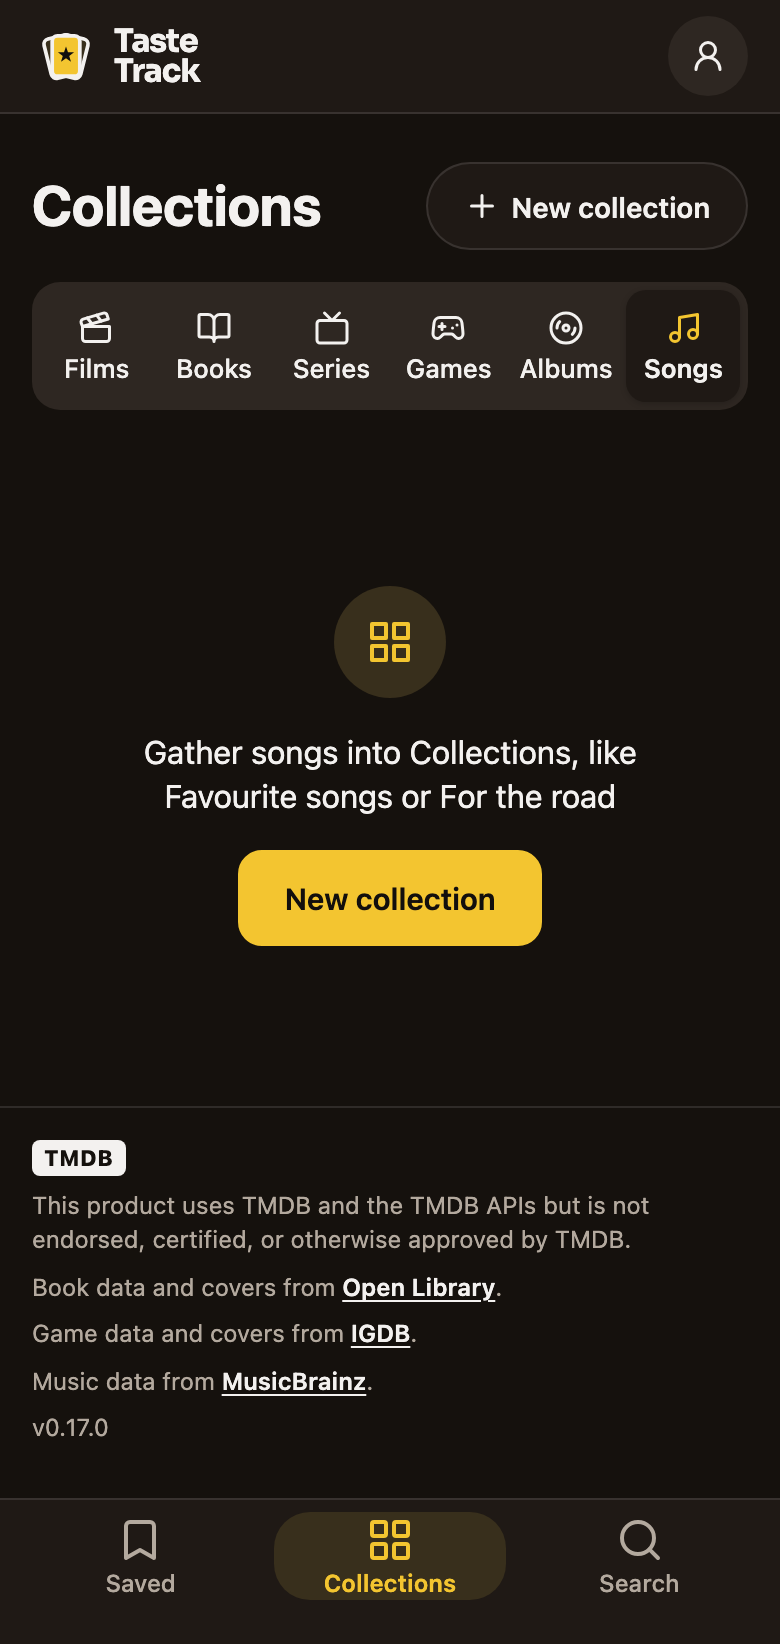 Taste
Track
Collections
New collection
Films
Books
Series
Games
Albums
Songs
Gather songs into Collections, like
Favourite songs or For the road
New collection
TMDB
This product uses TMDB and the TMDB APIs but is not
endorsed, certified, or otherwise approved by TMDB.
Book data and covers from Open Library.
Game data and covers from IGDB.
Music data from MusicBrainz.
v0.17.0
Saved
Collections
Search